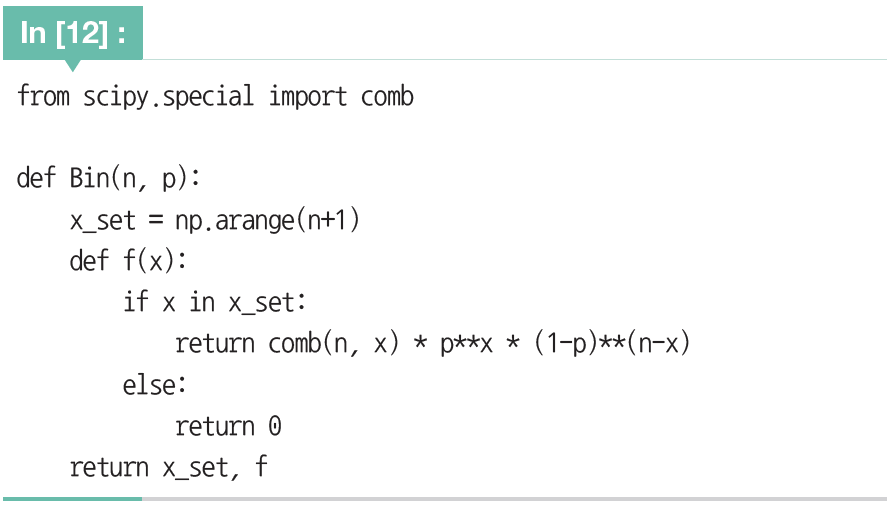 In [12] :
from scipy.special import comb
def Bin(n, p):
    x_set = np.arange(n+1)
    def f(x):
        if x in x_set:
            return comb(n, x) * p**x * (1-p)**(n-x)
        else:
            return 0
    return x_set, f